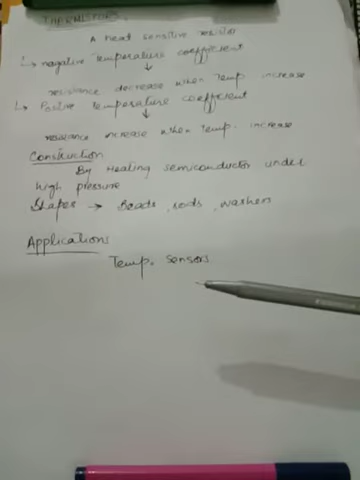 THERMISTORS.
A heat sensitive resistor
↳ negative Temperature coefficient
↓
resistance decrease when Temp increase
↳ Postive temperature coefficient
↓
resistance increase when Temp. increase
Construction
By Heating semiconductor under
high pressure
Shapes → Beads, rods, washers
Applications
Temp. Sensors